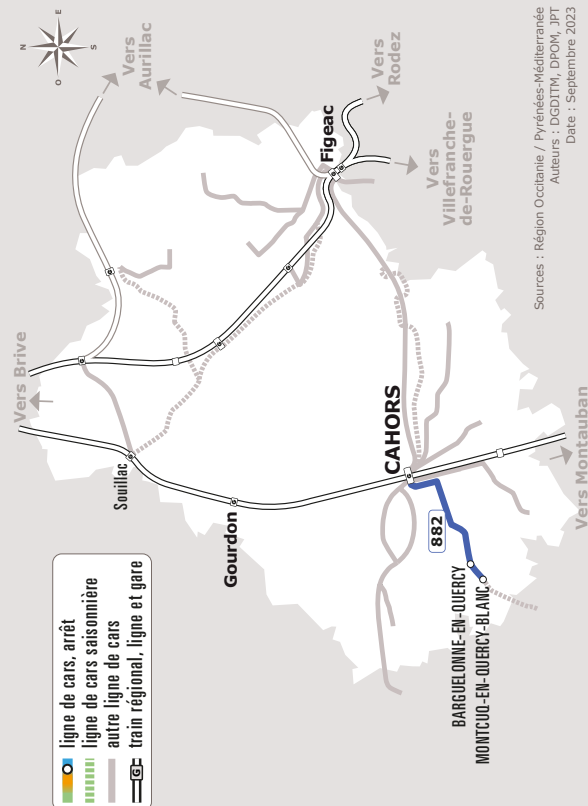 N
E
S
O
Vers
Aurillac
Vers Brive
Souillac
Gourdon
Figeac
Vers
Rodez
Vers
Villefranche-
de-Rouergue
CAHORS
882
BARGUELONNE-EN-QUERCY
MONTCUQ-EN-QUERCY-BLANC
Vers Montauban
ligne de cars, arrêt
ligne de cars saisonnière
autre ligne de cars
G train régional, ligne et gare
Sources : Région Occitanie / Pyrénées-Méditerranée
Auteurs : DGDITM, DPOM, JPT
Date : Septembre 2023